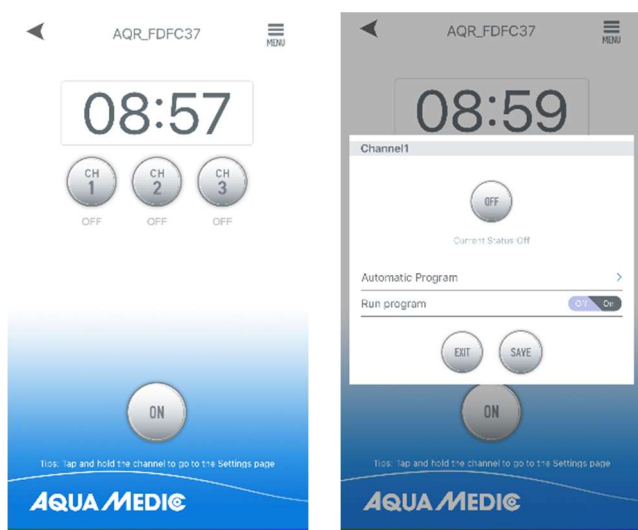 AQR_FDFC37
MENU
08:57
CH 1
CH 2
CH 3
OFF
OFF
OFF
ON
Tips: Tap and hold the channel to go to the Settings page
AQUA MEDIC
AQR_FDFC37
MENU
08:59
Channel1
OFF
Current Status:Off
Automatic Program >
Run program Off On
EXIT
SAVE
ON
Tips: Tap and hold the channel to go to the Settings page
AQUA MEDIC